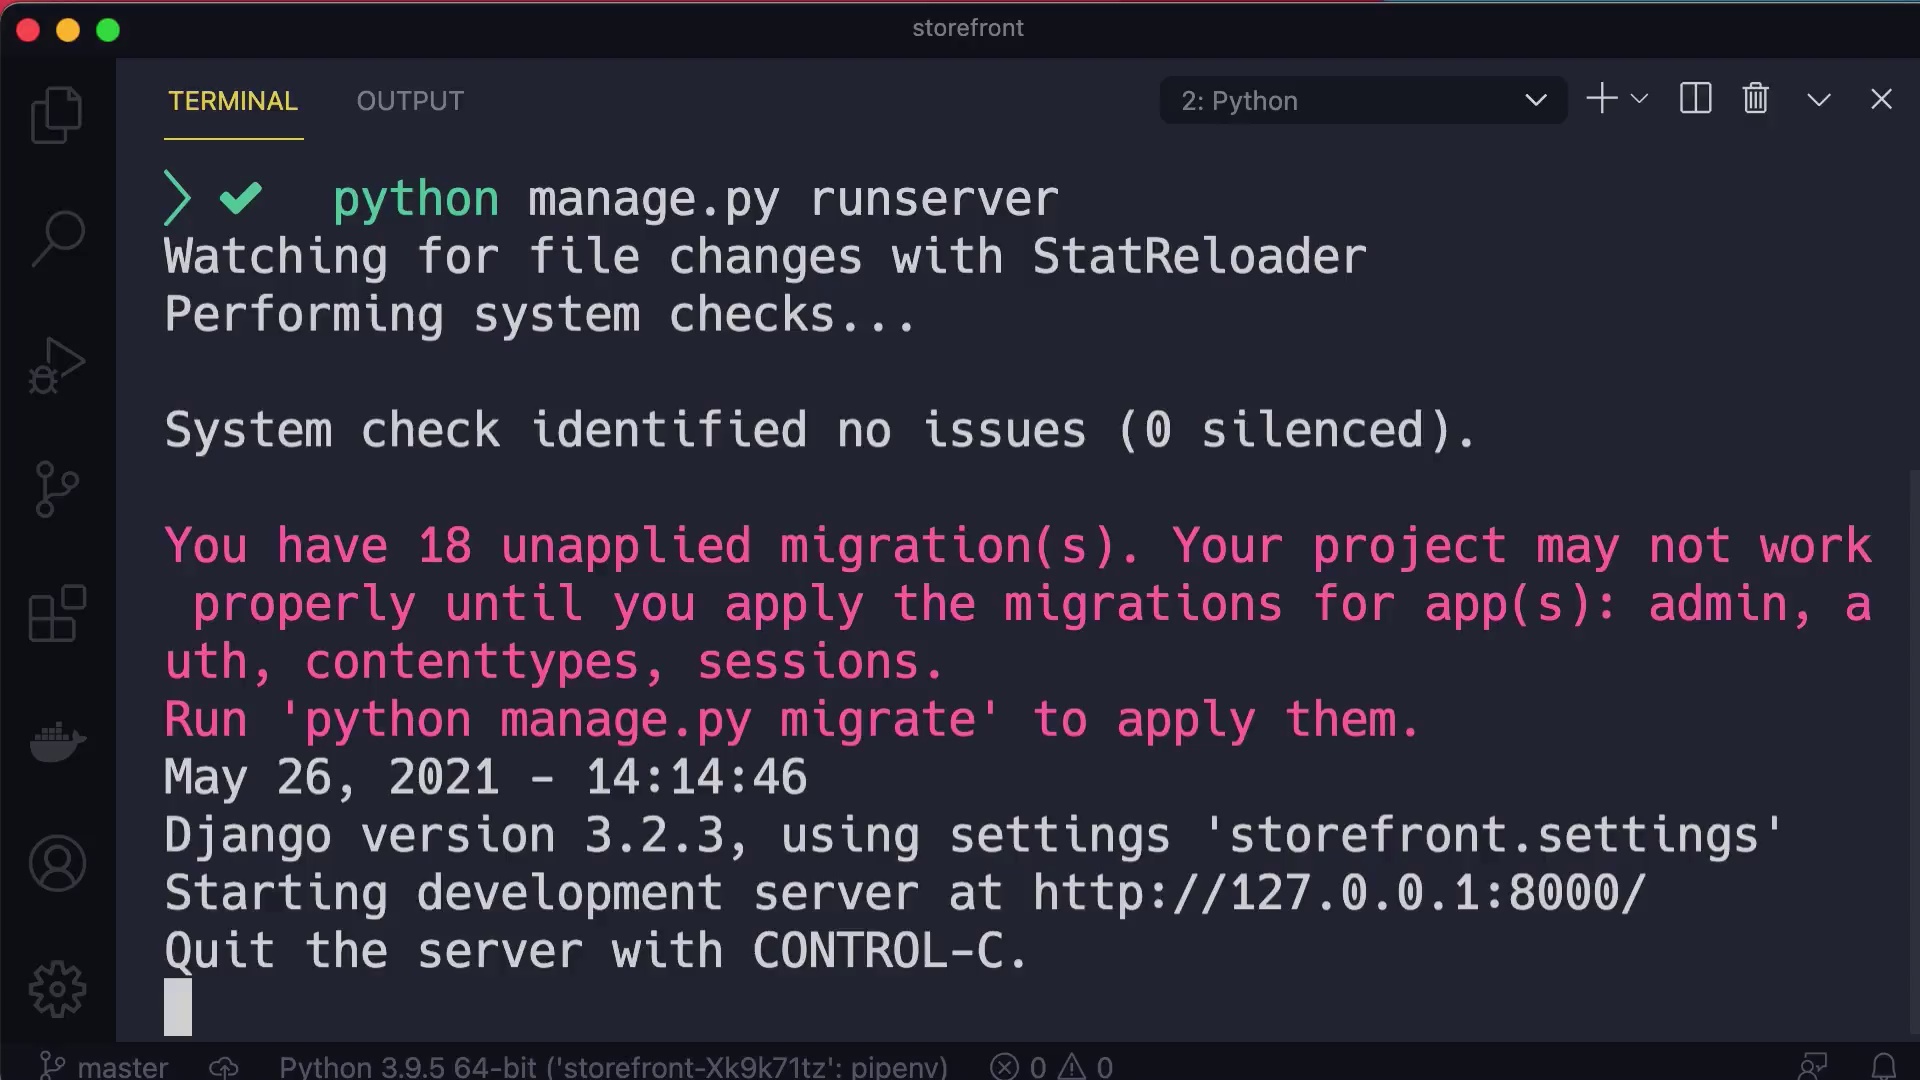 storefront
TERMINAL OUTPUT 2: Python
python manage.py runserver
Watching for file changes with StatReloader
Performing system checks...
System check identified no issues (0 silenced).
You have 18 unapplied migration(s). Your project may not work
properly until you apply the migrations for app(s): admin, a
uth, contenttypes, sessions.
Run 'python manage.py migrate' to apply them.
May 26, 2021 - 14:14:46
Django version 3.2.3, using settings 'storefront.settings'
Starting development server at http://127.0.0.1:8000/
Quit the server with CONTROL-C.
master Python 3.9.5 64-bit ('storefront-Xk9k71tz': pipenv) 0 0